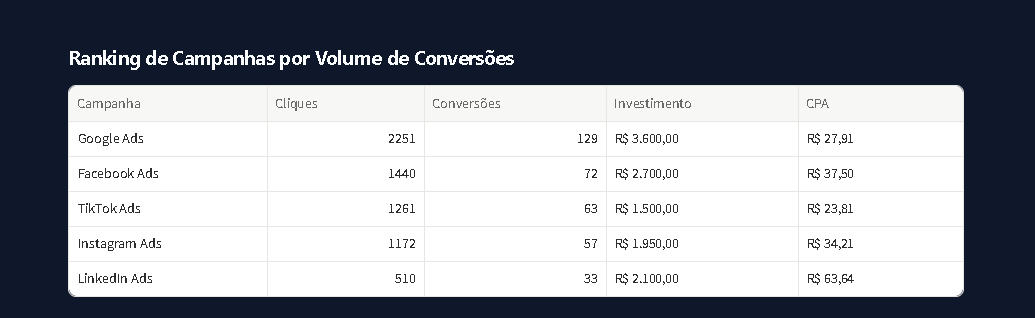 Ranking de Campanhas por Volume de Conversões
Campanha Cliques Conversões Investimento CPA
Google Ads 2251 129 R$ 3.600,00 R$ 27,91
Facebook Ads 1440 72 R$ 2.700,00 R$ 37,50
TikTok Ads 1261 63 R$ 1.500,00 R$ 23,81
Instagram Ads 1172 57 R$ 1.950,00 R$ 34,21
LinkedIn Ads 510 33 R$ 2.100,00 R$ 63,64